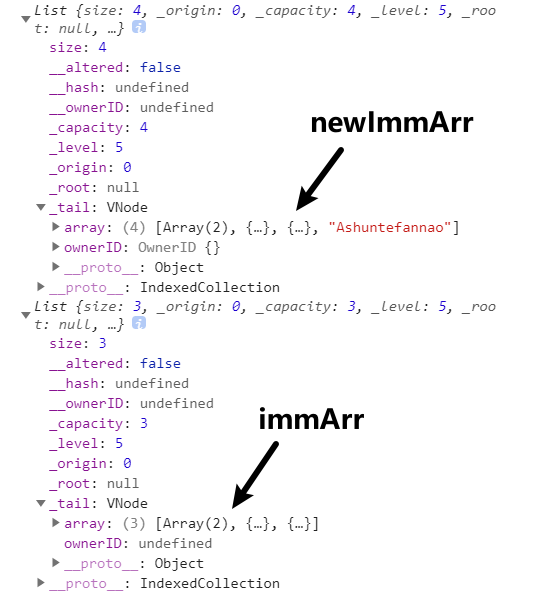 List {size: 4, _origin: 0, _capacity: 4, _level: 5, _roo
t: null, …} i
size: 4
__altered: false
__hash: undefined
__ownerID: undefined
_capacity: 4
newImmArr
_level: 5
_origin: 0
_root: null
_tail: VNode
array: (4) [Array(2), {…}, {…}, "Ashuntefannao"]
ownerID: OwnerID {}
__proto__: Object
__proto__: IndexedCollection
List {size: 3, _origin: 0, _capacity: 3, _level: 5, _roo
t: null, …} i
size: 3
__altered: false
__hash: undefined
__ownerID: undefined
_capacity: 3
immArr
_level: 5
_origin: 0
_root: null
_tail: VNode
array: (3) [Array(2), {…}, {…}]
ownerID: undefined
__proto__: Object
__proto__: IndexedCollection